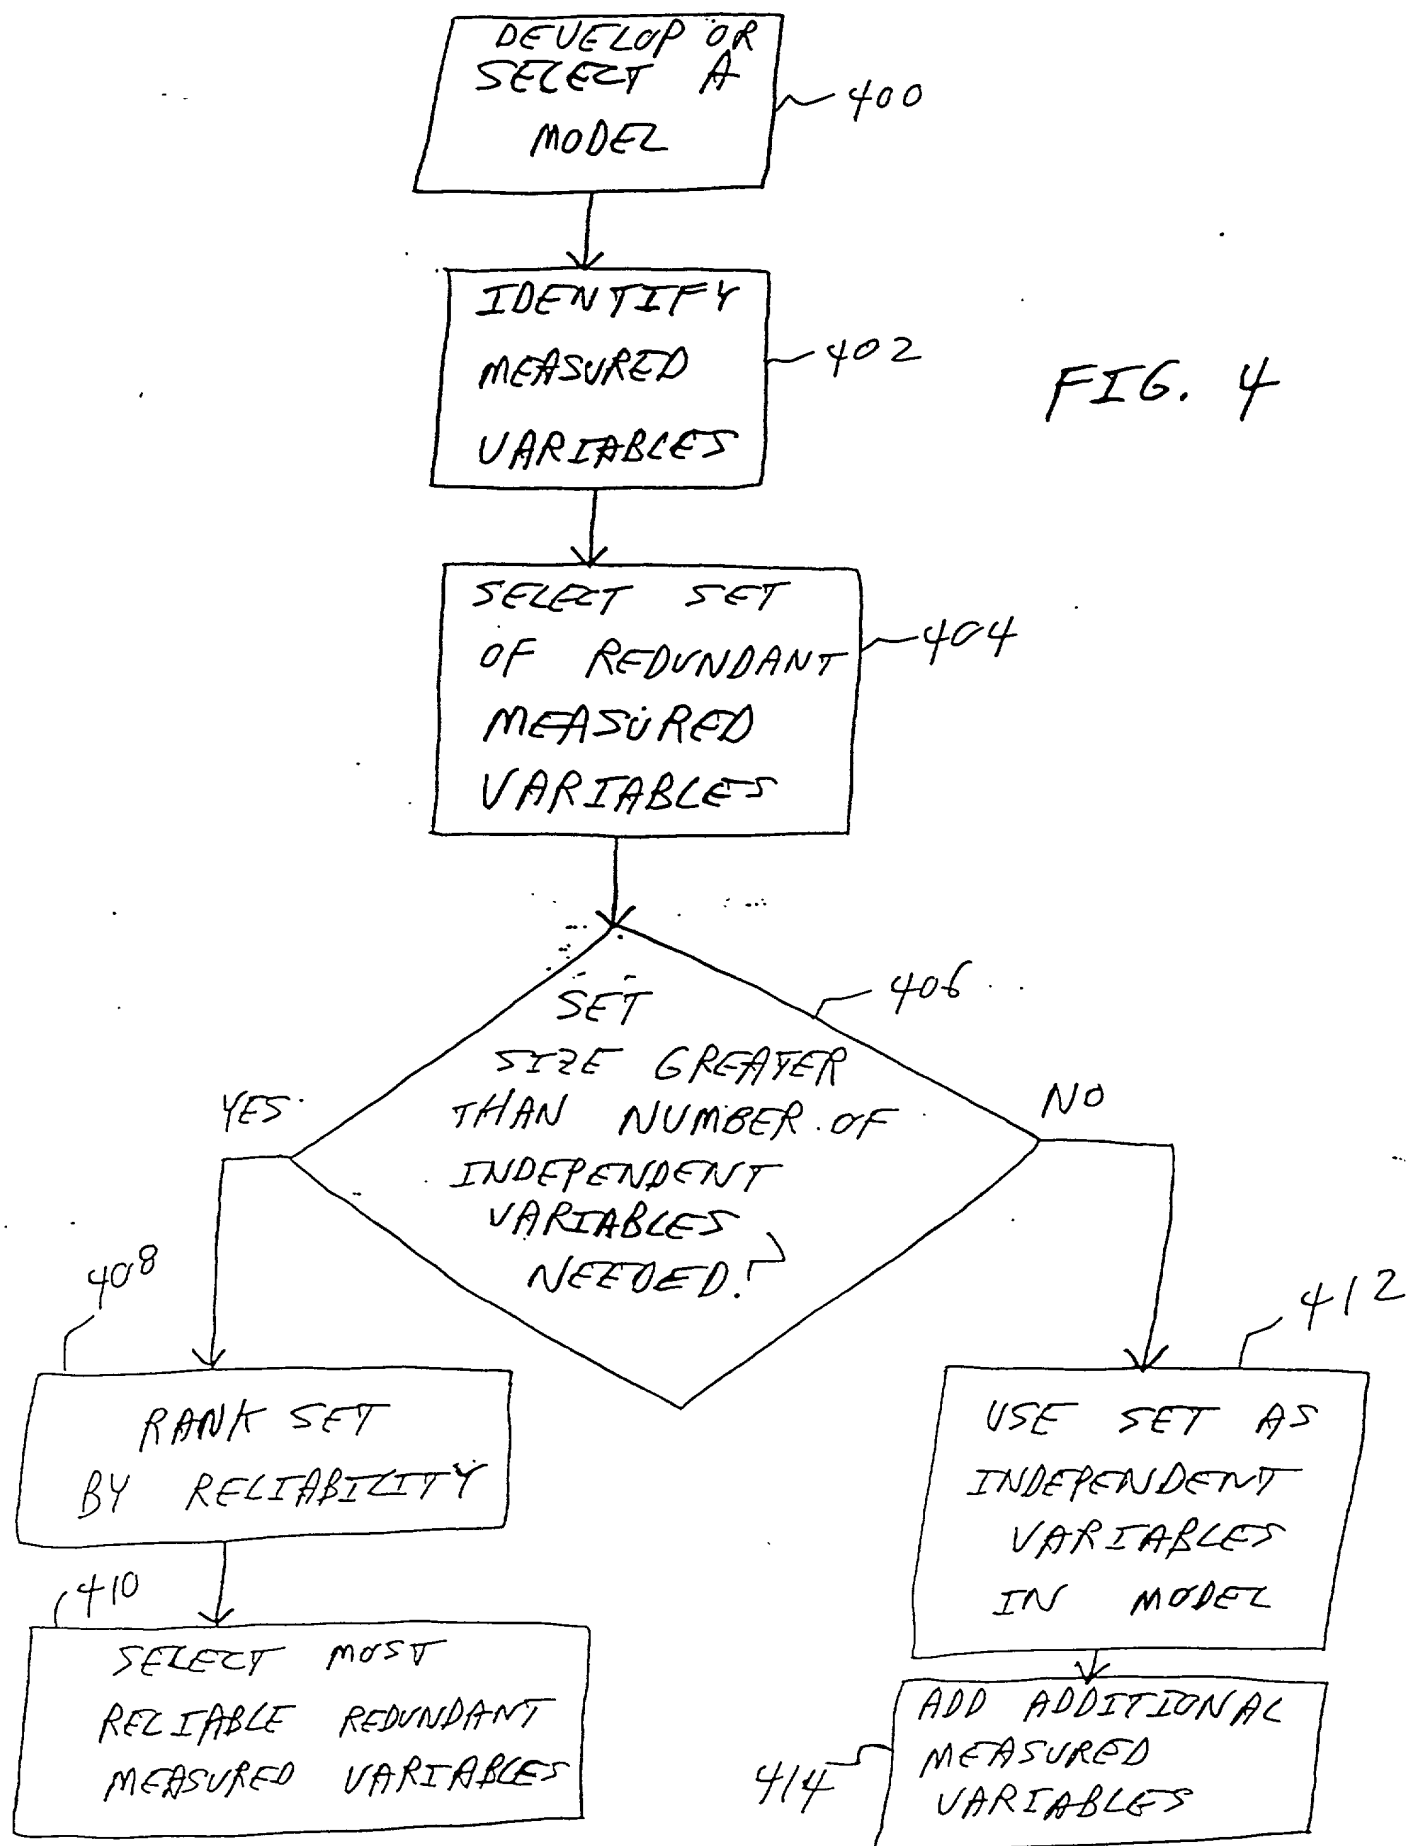 DEVELOP OR
SELECT A
MODEL
400
IDENTIFY
MEASURED
VARIABLES
402
FIG. 4
SELECT SET
OF REDUNDANT
MEASURED
VARIABLES
404
SET
SIZE GREATER
THAN NUMBER OF
INDEPENDENT
VARIABLES
NEEDED?
406
YES
NO
408
RANK SET
BY RELIABILITY
410
SELECT MOST
RELIABLE REDUNDANT
MEASURED VARIABLES
412
USE SET AS
INDEPENDENT
VARIABLES
IN MODEL
414
ADD ADDITIONAL
MEASURED
VARIABLES